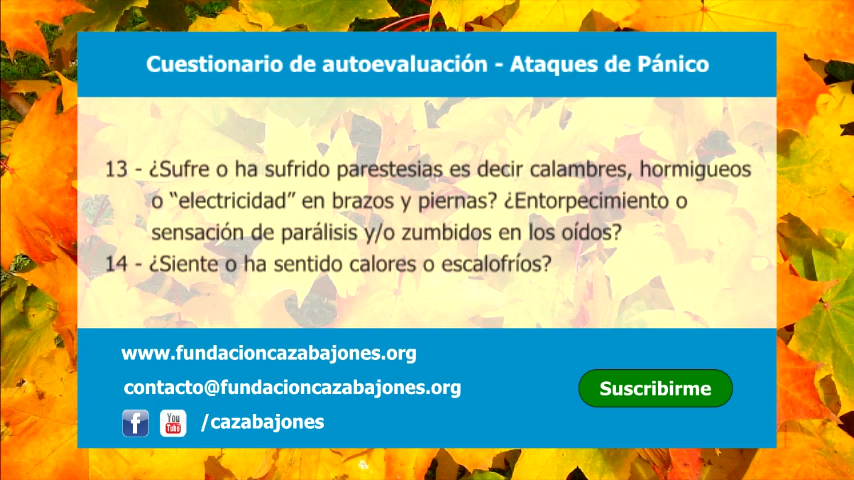 Cuestionario de autoevaluación - Ataques de Pánico
13 - ¿Sufre o ha sufrido parestesias es decir calambres, hormigueos
o “electricidad” en brazos y piernas? ¿Entorpecimiento o
sensación de parálisis y/o zumbidos en los oídos?
14 - ¿Siente o ha sentido calores o escalofríos?
www.fundacioncazabajones.org
contacto@fundacioncazabajones.org
Suscribirme
f You Tube /cazabajones